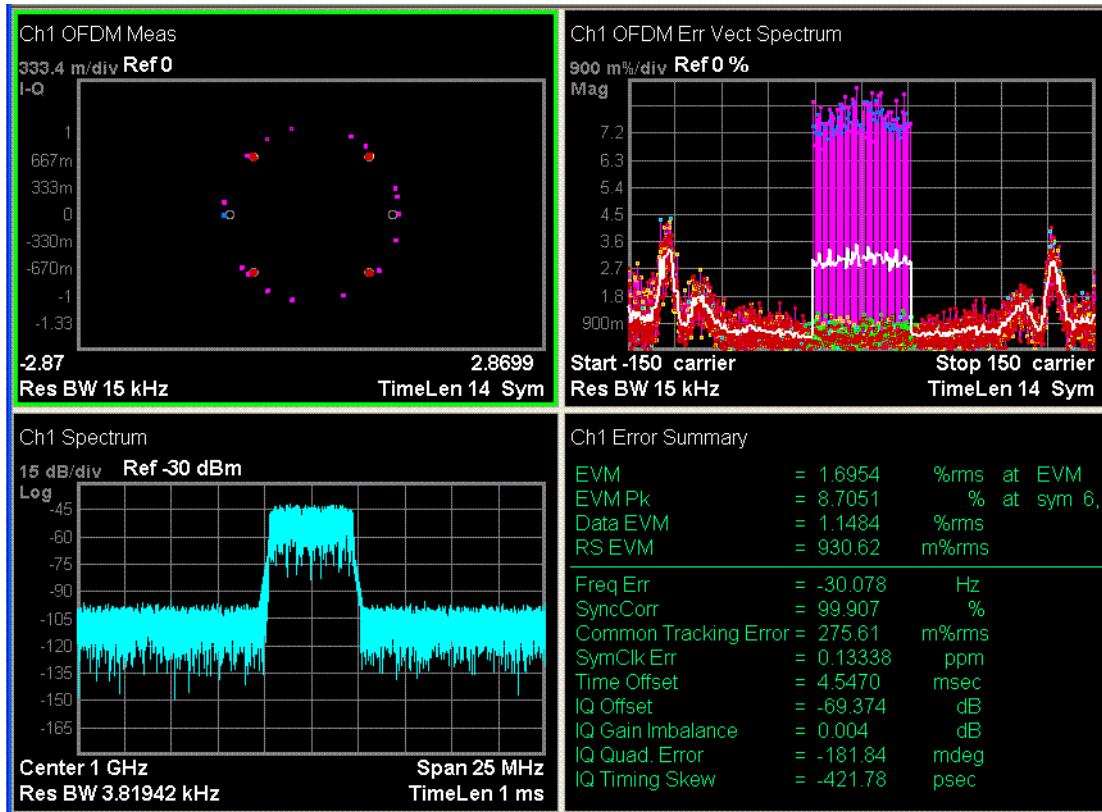 Ch1 OFDM Meas
333.4 m/div Ref 0
I-Q
1
667m
333m
0
-330m
-670m
-1
-1.33
-2.87 2.8699
Res BW 15 kHz TimeLen 14 Sym
Ch1 OFDM Err Vect Spectrum
900 m%/div Ref 0 %
Mag
7.2
6.3
5.4
4.5
3.6
2.7
1.8
900m
Start -150 carrier Stop 150 carrier
Res BW 15 kHz TimeLen 14 Sym
Ch1 Spectrum
15 dB/div Ref -30 dBm
Log
-45
-60
-75
-90
-105
-120
-135
-150
-165
Center 1 GHz Span 25 MHz
Res BW 3.81942 kHz TimeLen 1 ms
Ch1 Error Summary
EVM = 1.6954 %rms at EVM
EVM Pk = 8.7051 % at sym 6,
Data EVM = 1.1484 %rms
RS EVM = 930.62 m%rms
Freq Err = -30.078 Hz
SyncCorr = 99.907 %
Common Tracking Error = 275.61 m%rms
SymClk Err = 0.13338 ppm
Time Offset = 4.5470 msec
IQ Offset = -69.374 dB
IQ Gain Imbalance = 0.004 dB
IQ Quad. Error = -181.84 mdeg
IQ Timing Skew = -421.78 psec